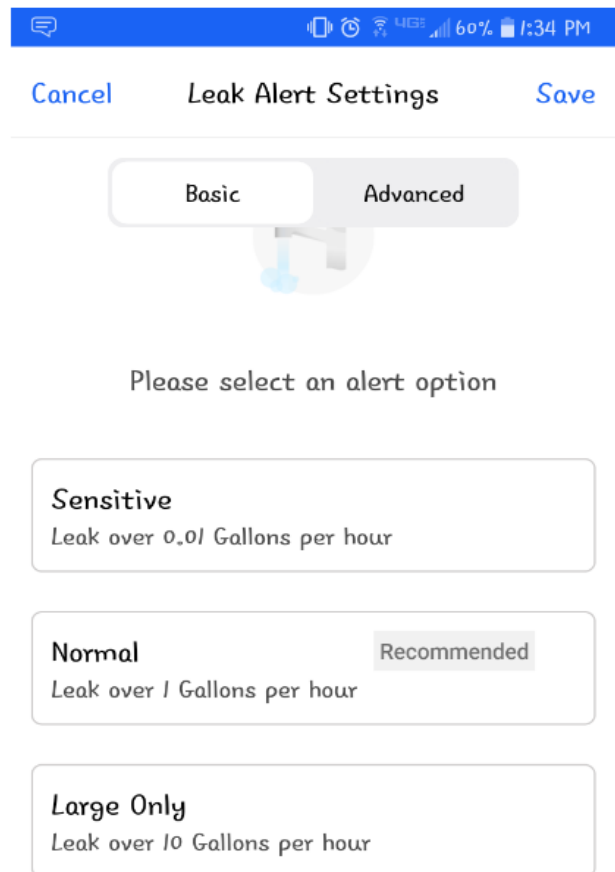 4G 60% 1:34 PM
Cancel Leak Alert Settings Save
Basic Advanced
Please select an alert option
Sensitive
Leak over 0.01 Gallons per hour
Normal Recommended
Leak over 1 Gallons per hour
Large Only
Leak over 10 Gallons per hour